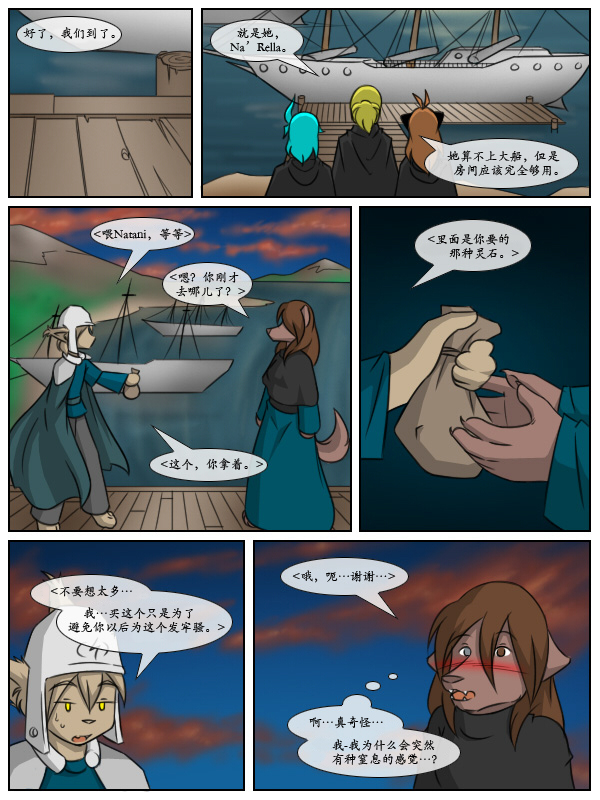 好了，我们到了。
就是她，
Na’Rella。
她算不上大船，但是
房间应该完全够用。
<喂Natani，等等>
<嗯？你刚才
去哪儿了？>
<这个，你拿着。>
<里面是你要的
那种灵石。>
<不要想太多…
我…买这个只是为了
避免你以后为这个发牢骚。>
<哦，呃…谢谢…>
啊…真奇怪…
我-我为什么会突然
有种窒息的感觉…?